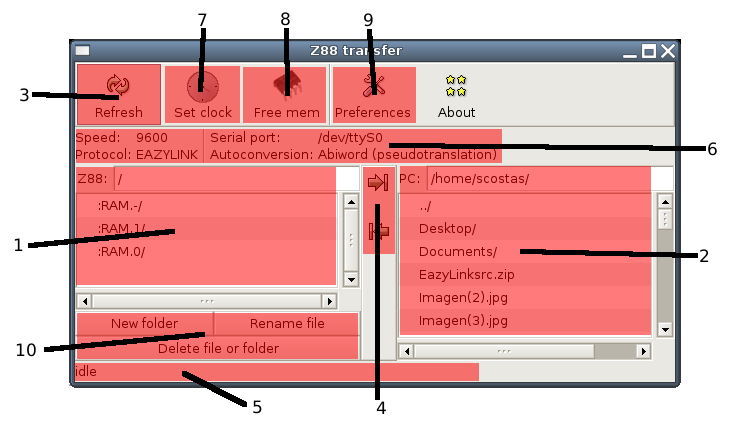 7
8
9
Z88 transfer
3
Refresh
Set clock
Free mem
Preferences
About
Speed: 9600
Serial port: /dev/ttyS0
Protocol: EAZYLINK
Autoconversion: Abiword (pseudotranslation)
6
Z88: /
PC: /home/scostas/
:RAM.-/
../
:RAM.1/
Desktop/
1
:RAM.0/
Documents/
2
EazyLinksrc.zip
Imagen(2).jpg
New folder
Rename file
Imagen(3).jpg
10
Delete file or folder
idle
5
4